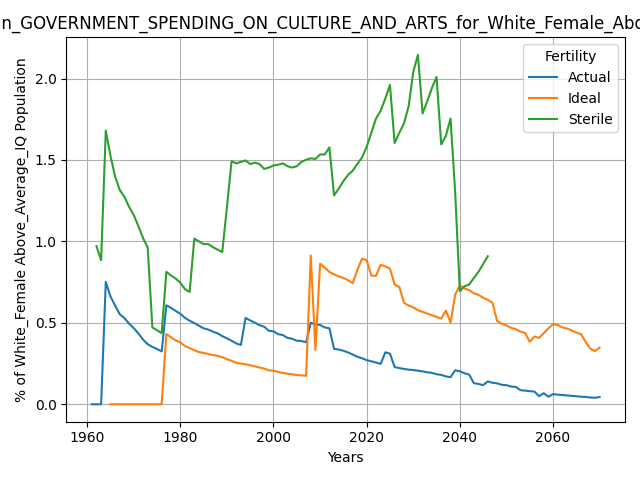 n_GOVERNMENT_SPENDING_ON_CULTURE_AND_ARTS_for_White_Female_Abo
% of White_Female Above_Average_IQ Population
Fertility
Actual
Ideal
Sterile
2.0
1.5
1.0
0.5
0.0
1960 1980 2000 2020 2040 2060
Years